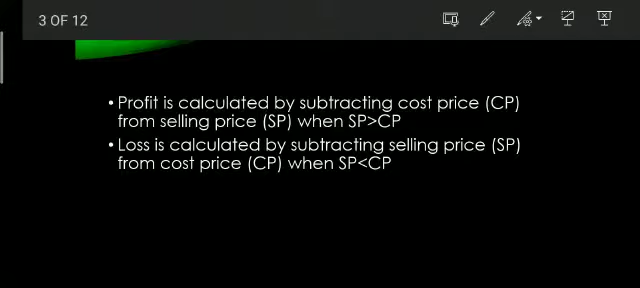 3 OF 12
• Profit is calculated by subtracting cost price (CP)
from selling price (SP) when SP>CP
• Loss is calculated by subtracting selling price (SP)
from cost price (CP) when SP<CP